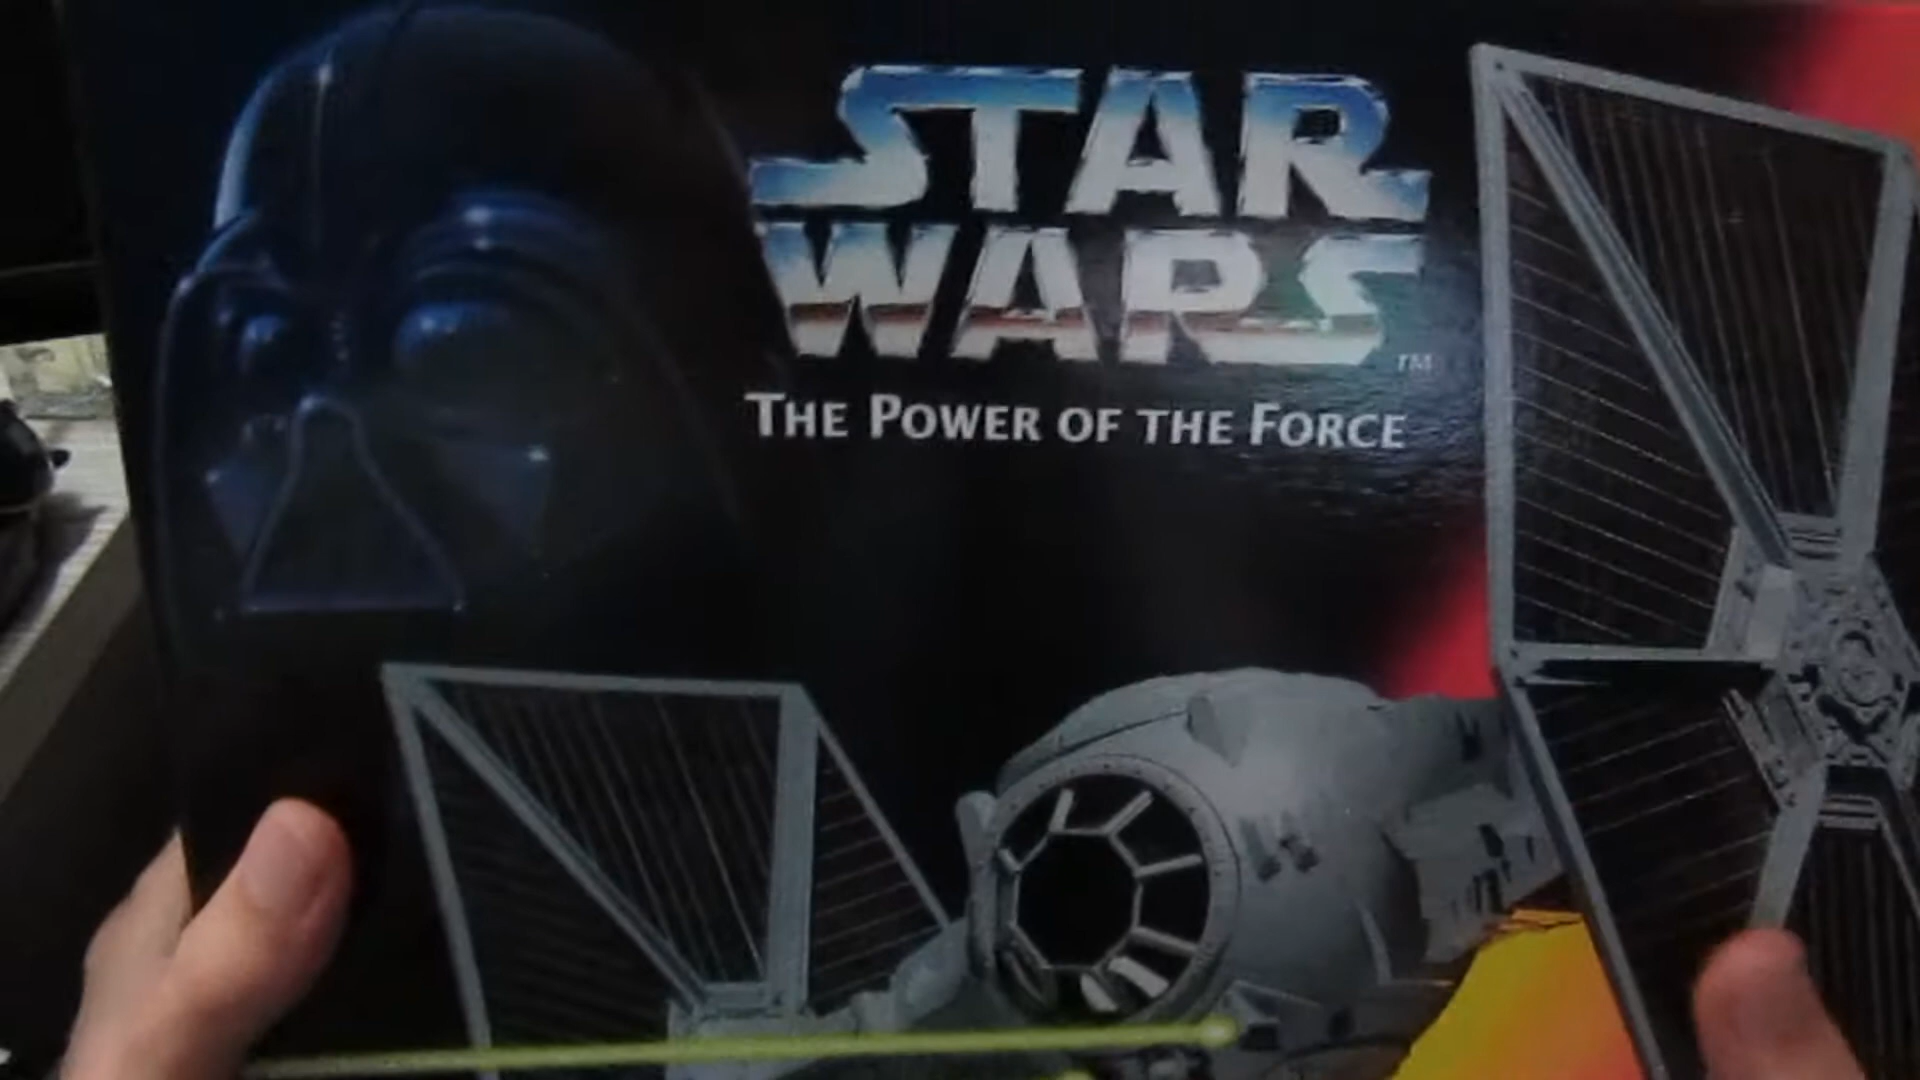 STAR
WARS
TM
THE POWER OF THE FORCE